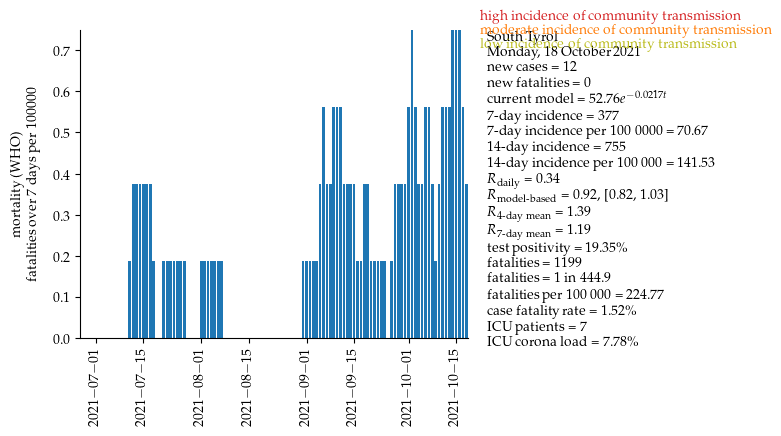 high incidence of community transmission
moderate incidence of community transmission
low incidence of community transmission
South Tyrol
Monday, 18 October 2021
new cases = 12
new fatalities = 0
current model = 52.76e^{-0.0217t}
7-day incidence = 377
7-day incidence per 100 0000 = 70.67
14-day incidence = 755
14-day incidence per 100 000 = 141.53
R_daily = 0.34
R_model-based = 0.92, [0.82, 1.03]
R_4-day mean = 1.39
R_7-day mean = 1.19
test positivity = 19.35%
fatalities = 1199
fatalities = 1 in 444.9
fatalities per 100 000 = 224.77
case fatality rate = 1.52%
ICU patients = 7
ICU corona load = 7.78%
mortality (WHO)
fatalities over 7 days per 100000
0.7
0.6
0.5
0.4
0.3
0.2
0.1
0.0
2021−07−01
2021−07−15
2021−08−01
2021−08−15
2021−09−01
2021−09−15
2021−10−01
2021−10−15